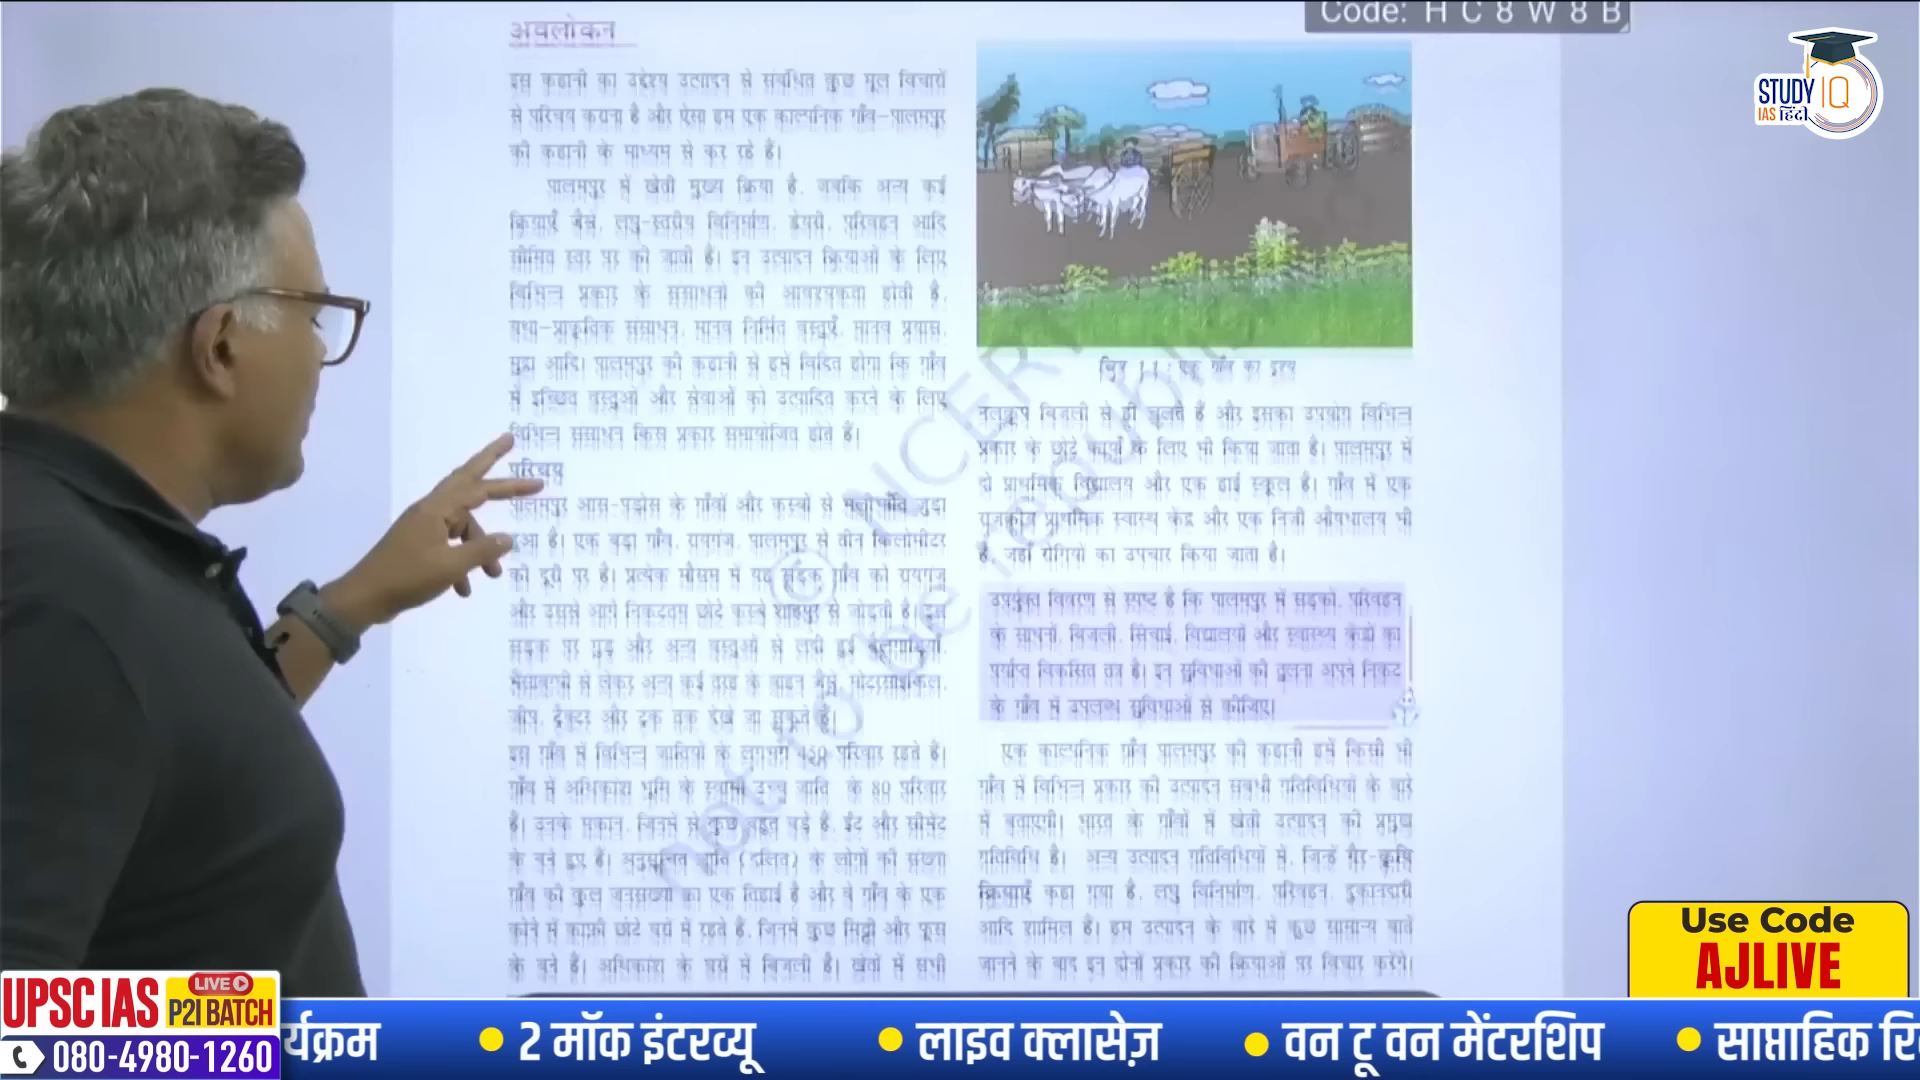 Code: H C 8 W 8 B
STUDY IQ
IAS हिंदी
अवलोकन
इस कहानी का उद्देश्य उत्पादन से संबंधित कुछ मूल विचारों
से परिचय कराना है और ऐसा हम एक काल्पनिक गाँव-पालमपुर
की कहानी के माध्यम से कर रहे हैं।
पालमपुर में खेती मुख्य क्रिया है, जबकि अन्य कई
क्रियाएँ जैसे, लघु-स्तरीय विनिर्माण, डेयरी, परिवहन आदि
सीमित स्तर पर की जाती हैं। इन उत्पादन क्रियाओं के लिए
विभिन्न प्रकार के संसाधनों की आवश्यकता होती है,
यथा-प्राकृतिक संसाधन, मानव निर्मित वस्तुएँ, मानव प्रयास,
मुद्रा आदि। पालमपुर की कहानी से हमें विदित होगा कि गाँव
में इच्छित वस्तुओं और सेवाओं को उत्पादित करने के लिए
विभिन्न संसाधन किस प्रकार समायोजित होते हैं।
परिचय
पालमपुर आस-पड़ोस के गाँवों और कस्बों से भलीभाँति जुड़ा
हुआ है। एक बड़ा गाँव, रायगंज, पालमपुर से तीन किलोमीटर
की दूरी पर है। प्रत्येक मौसम में यह सड़क गाँव को रायगंज
और उससे आगे निकटतम छोटे कस्बे शाहपुर से जोड़ती है। इस
सड़क पर गुड़ और अन्य वस्तुओं से लदी हुई बैलगाड़ियाँ,
भैंसाबग्घी से लेकर अन्य कई तरह के वाहन जैसे, मोटरसाइकिल,
जीप, ट्रैक्टर और ट्रक तक देखे जा सकते हैं।
इस गाँव में विभिन्न जातियों के लगभग 450 परिवार रहते हैं।
गाँव में अधिकांश भूमि के स्वामी उच्च जाति के 80 परिवार
हैं। उनके मकान, जिनमें से कुछ बहुत बड़े हैं, ईंट और सीमेंट
के बने हुए हैं। अनुसूचित जाति (दलित) के लोगों की संख्या
गाँव की कुल जनसंख्या का एक तिहाई है और वे गाँव के एक
कोने में काफ़ी छोटे घरों में रहते हैं, जिनमें कुछ मिट्टी और फूस
के बने हैं। अधिकांश के घरों में बिजली है। खेतों में सभी
चित्र 1.1 : एक गाँव का दृश्य
नलकूप बिजली से ही चलते हैं और इसका उपयोग विभिन्न
प्रकार के छोटे कार्यों के लिए भी किया जाता है। पालमपुर में
दो प्राथमिक विद्यालय और एक हाई स्कूल है। गाँव में एक
राजकीय प्राथमिक स्वास्थ्य केंद्र और एक निजी औषधालय भी
है, जहाँ रोगियों का उपचार किया जाता है।
उपर्युक्त विवरण से स्पष्ट है कि पालमपुर में सड़कों, परिवहन
के साधनों, बिजली, सिंचाई, विद्यालयों और स्वास्थ्य केंद्रों का
पर्याप्त विकसित तंत्र है। इन सुविधाओं की तुलना अपने निकट
के गाँव में उपलब्ध सुविधाओं से कीजिए।
एक काल्पनिक गाँव पालमपुर की कहानी हमें किसी भी
गाँव में विभिन्न प्रकार की उत्पादन संबंधी गतिविधियों के बारे
में बताएगी। भारत के गाँवों में खेती उत्पादन की प्रमुख
गतिविधि है। अन्य उत्पादन गतिविधियों में, जिन्हें गैर-कृषि
क्रियाएँ कहा गया है, लघु विनिर्माण, परिवहन, दुकानदारी
आदि शामिल हैं। हम उत्पादन के बारे में कुछ सामान्य बातें
जानने के बाद इन दोनों प्रकार की क्रियाओं पर विचार करेंगे।
© NCERT
not to be republished
Use Code
AJLIVE
UPSC IAS LIVE
P2I BATCH
080-4980-1260
र्यक्रम • 2 मॉक इंटरव्यू • लाइव क्लासेज़ • वन टू वन मेंटरशिप • साप्ताहिक रि